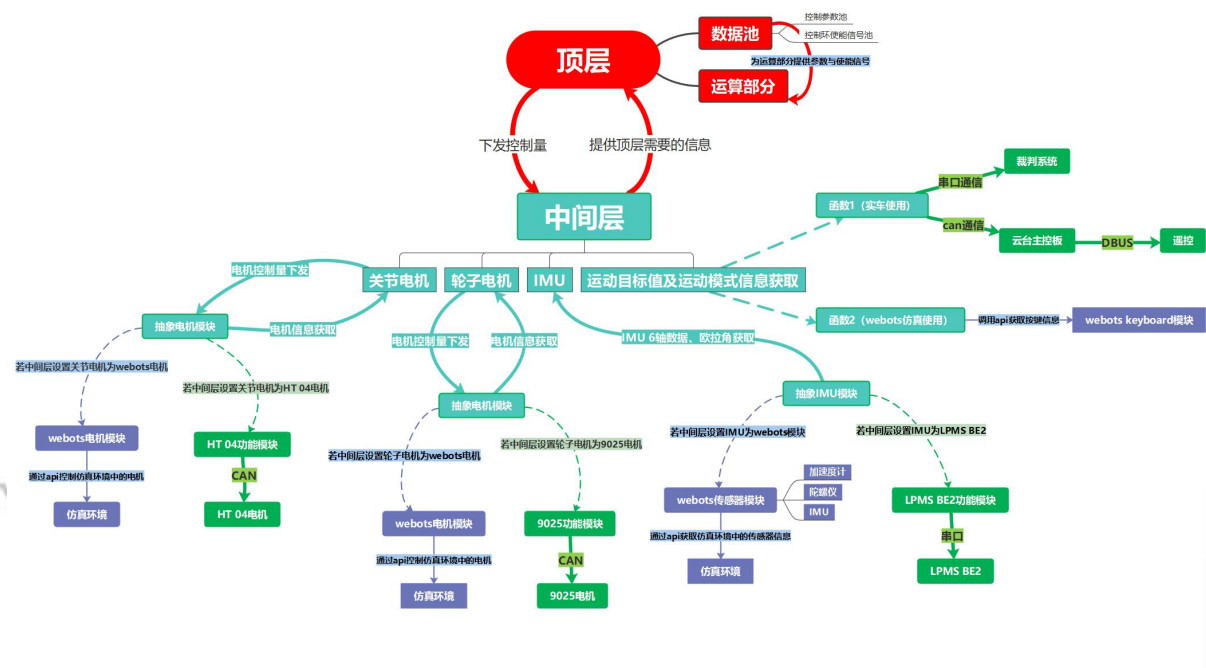 控制参数池
数据池
控制环使能信号池
顶层
为运算部分提供参数与使能信号
运算部分
下发控制量
提供顶层需要的信息
裁判系统
串口通信
中间层
函数1（实车使用）
can通信
云台主控板
DBUS
遥控
电机控制量下发
关节电机
轮子电机
IMU
运动目标值及运动模式信息获取
抽象电机模块
电机信息获取
函数2（webots仿真使用）
调用api获取按键信息
webots keyboard模块
电机控制量下发
电机信息获取
IMU 6轴数据、欧拉角获取
若中间层设置关节电机为webots电机
若中间层设置关节电机为HT 04电机
抽象电机模块
抽象IMU模块
webots电机模块
HT 04功能模块
若中间层设置轮子电机为webots电机
若中间层设置轮子电机为9025电机
若中间层设置IMU为webots模块
若中间层设置IMU为LPMS BE2
通过api控制仿真环境中的电机
CAN
加速度计
webots传感器模块
陀螺仪
IMU
LPMS BE2功能模块
仿真环境
HT 04电机
webots电机模块
9025功能模块
通过api获取仿真环境中的传感器信息
串口
通过api控制仿真环境中的电机
CAN
仿真环境
LPMS BE2
仿真环境
9025电机